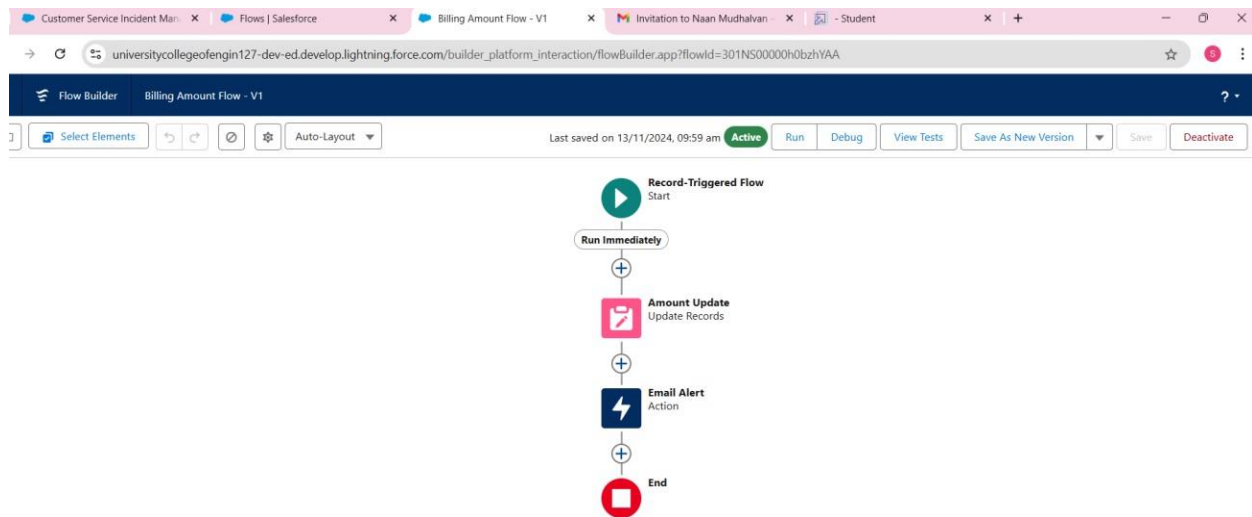 Customer Service Incident Man
Flows | Salesforce
Billing Amount Flow - V1
Invitation to Naan Mudhalvan -
- Student
universitycollegeofengin127-dev-ed.develop.lightning.force.com/builder_platform_interaction/flowBuilder.app?flowId=301NS00000h0bzhYAA
S
Flow Builder Billing Amount Flow - V1 ?
Select Elements Auto-Layout Last saved on 13/11/2024, 09:59 am Active Run Debug View Tests Save As New Version Save Deactivate
Record-Triggered Flow
Start
Run Immediately
Amount Update
Update Records
Email Alert
Action
End